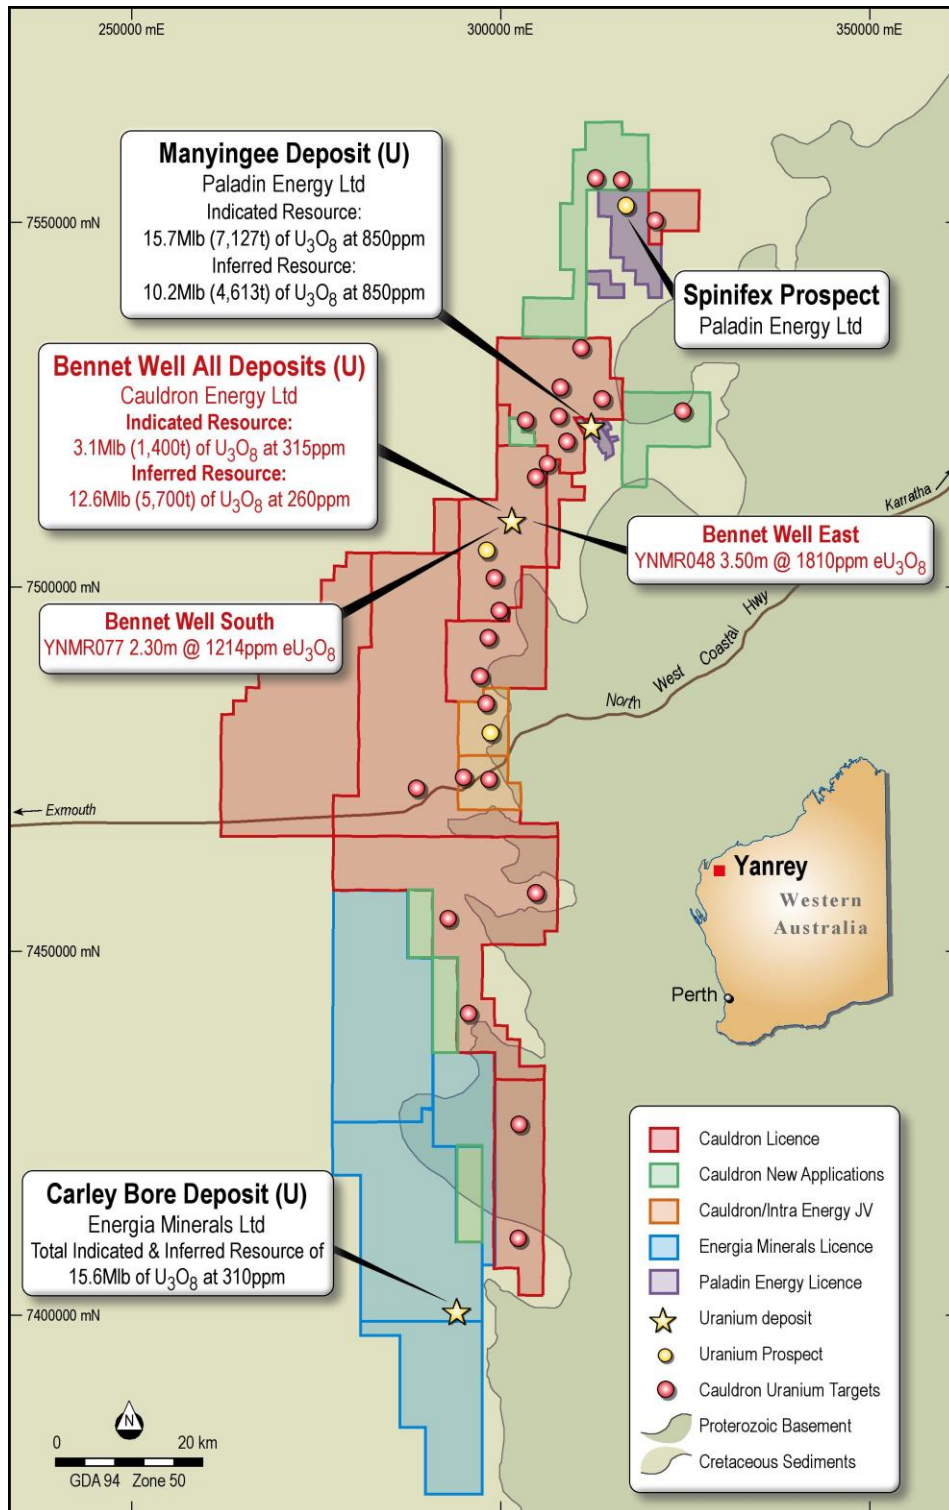 250000 mE
300000 mE
350000 mE
7550000 mN
7500000 mN
7450000 mN
7400000 mN
Manyingee Deposit (U)
Paladin Energy Ltd
Indicated Resource:
15.7Mlb (7,127t) of U3O8 at 850ppm
Inferred Resource:
10.2Mlb (4,613t) of U3O8 at 850ppm
Spinifex Prospect
Paladin Energy Ltd
Bennet Well All Deposits (U)
Cauldron Energy Ltd
Indicated Resource:
3.1Mlb (1,400t) of U3O8 at 315ppm
Inferred Resource:
12.6Mlb (5,700t) of U3O8 at 260ppm
Karratha
Bennet Well East
YNMR048 3.50m @ 1810ppm eU3O8
Bennet Well South
YNMR077 2.30m @ 1214ppm eU3O8
North West Coastal Hwy
Exmouth
Yanrey
Western
Australia
Perth
Carley Bore Deposit (U)
Energia Minerals Ltd
Total Indicated & Inferred Resource of
15.6Mlb of U3O8 at 310ppm
Cauldron Licence
Cauldron New Applications
Cauldron/Intra Energy JV
Energia Minerals Licence
Paladin Energy Licence
Uranium deposit
Uranium Prospect
Cauldron Uranium Targets
Proterozoic Basement
Cretaceous Sediments
N
0 20 km
GDA 94 Zone 50